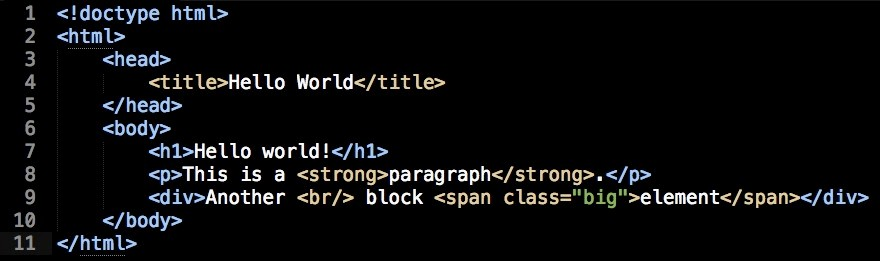 1 <!doctype html>
2 <html>
3     <head>
4         <title>Hello World</title>
5     </head>
6     <body>
7         <h1>Hello world!</h1>
8         <p>This is a <strong>paragraph</strong>.</p>
9         <div>Another <br/> block <span class="big">element</span></div>
10     </body>
11 </html>